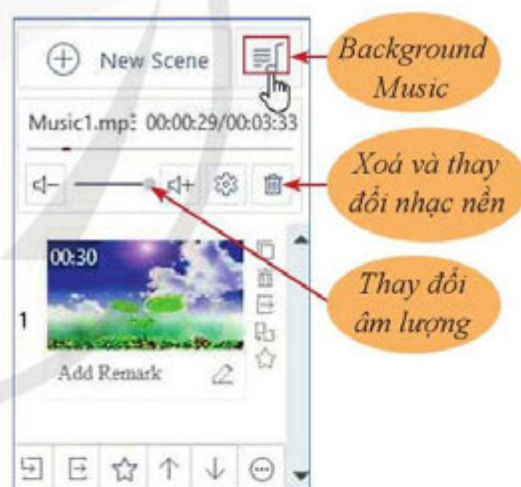 New Scene
Background
Music
Music1.mp3 00:00:29/00:03:33
Xoá và thay
đổi nhạc nền
00:30
Thay đổi
âm lượng
1
Add Remark